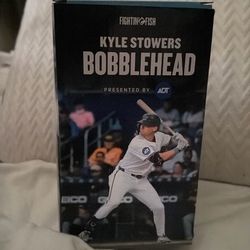 FIGHTIN FISH
KYLE STOWERS
BOBBLEHEAD
PRESENTED BY ADT
GEICO